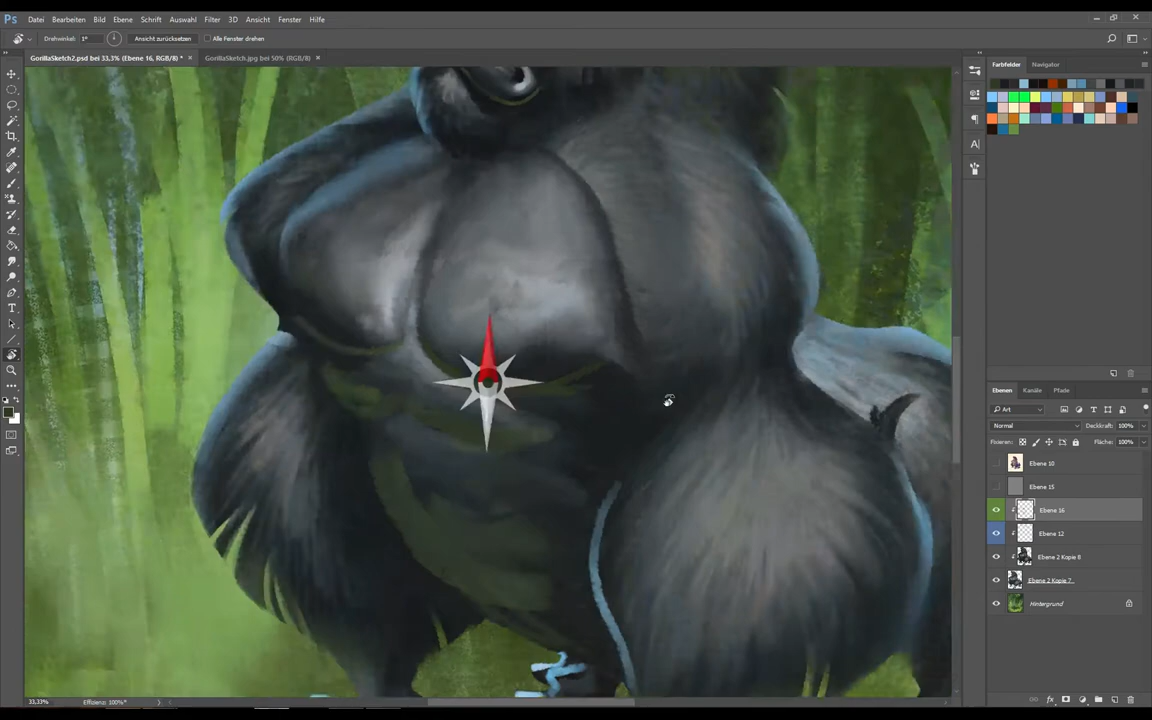 Ps Datei Bearbeiten Bild Ebene Schrift Auswahl Filter 3D Ansicht Fenster Hilfe
Drehwinkel: 1° Ansicht zurücksetzen Alle Fenster drehen
GorillaSketch2.psd bei 33,3% (Ebene 16, RGB/8) * × GorillaSketch.jpg bei 50% (RGB/8) ×
Farbfelder Navigator
Ebenen Kanäle Pfade
Art
Normal Deckkraft: 100%
Fixieren: Fläche: 100%
Ebene 10
Ebene 15
Ebene 16
Ebene 12
Ebene 2 Kopie 8
Ebene 2 Kopie 7
Hintergrund
33,33% Effizienz: 100%*